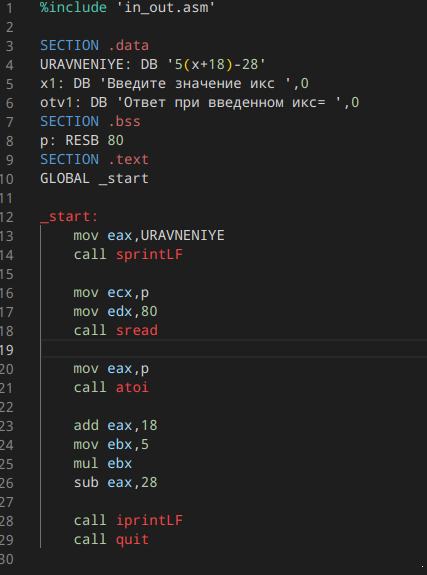 1 %include 'in_out.asm'
2
3 SECTION .data
4 URAVNENIYE: DB '5(x+18)-28'
5 x1: DB 'Введите значение икс ',0
6 otv1: DB 'Ответ при введенном икс= ',0
7 SECTION .bss
8 p: RESB 80
9 SECTION .text
10 GLOBAL _start
11
12 _start:
13 mov eax,URAVNENIYE
14 call sprintLF
15
16 mov ecx,p
17 mov edx,80
18 call sread
19
20 mov eax,p
21 call atoi
22
23 add eax,18
24 mov ebx,5
25 mul ebx
26 sub eax,28
27
28 call iprintLF
29 call quit
30